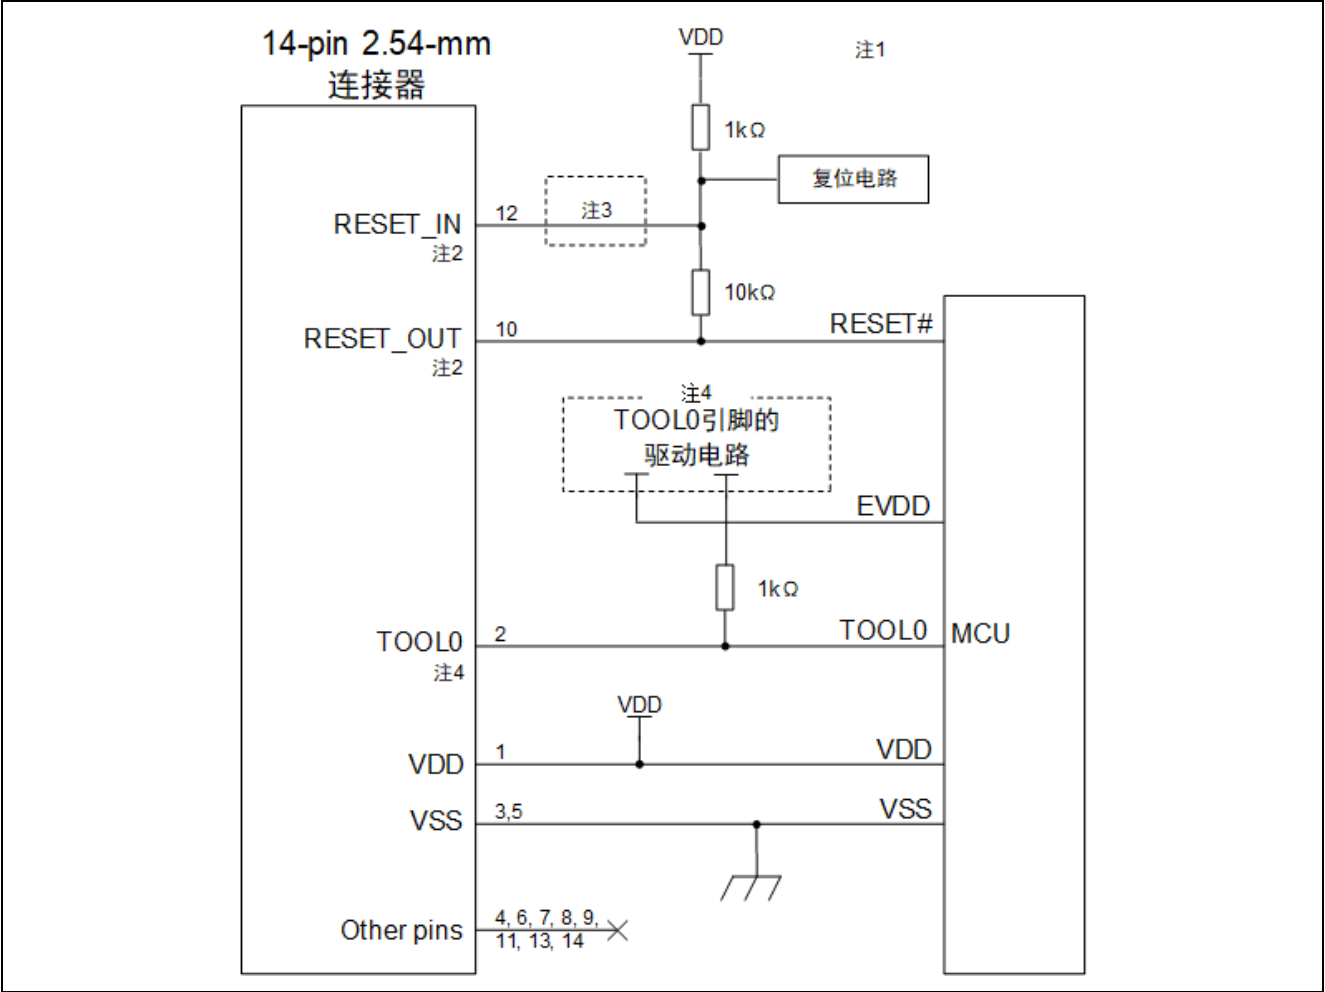 14-pin 2.54-mm
连接器
VDD
注1
1kΩ
复位电路
RESET_IN
12
注3
注2
10kΩ
RESET_OUT
10
RESET#
注2
注4
TOOL0引脚的
驱动电路
EVDD
1kΩ
TOOL0
2
TOOL0
MCU
注4
VDD
VDD
1
VDD
VSS
3,5
VSS
Other pins
4, 6, 7, 8, 9,
11, 13, 14